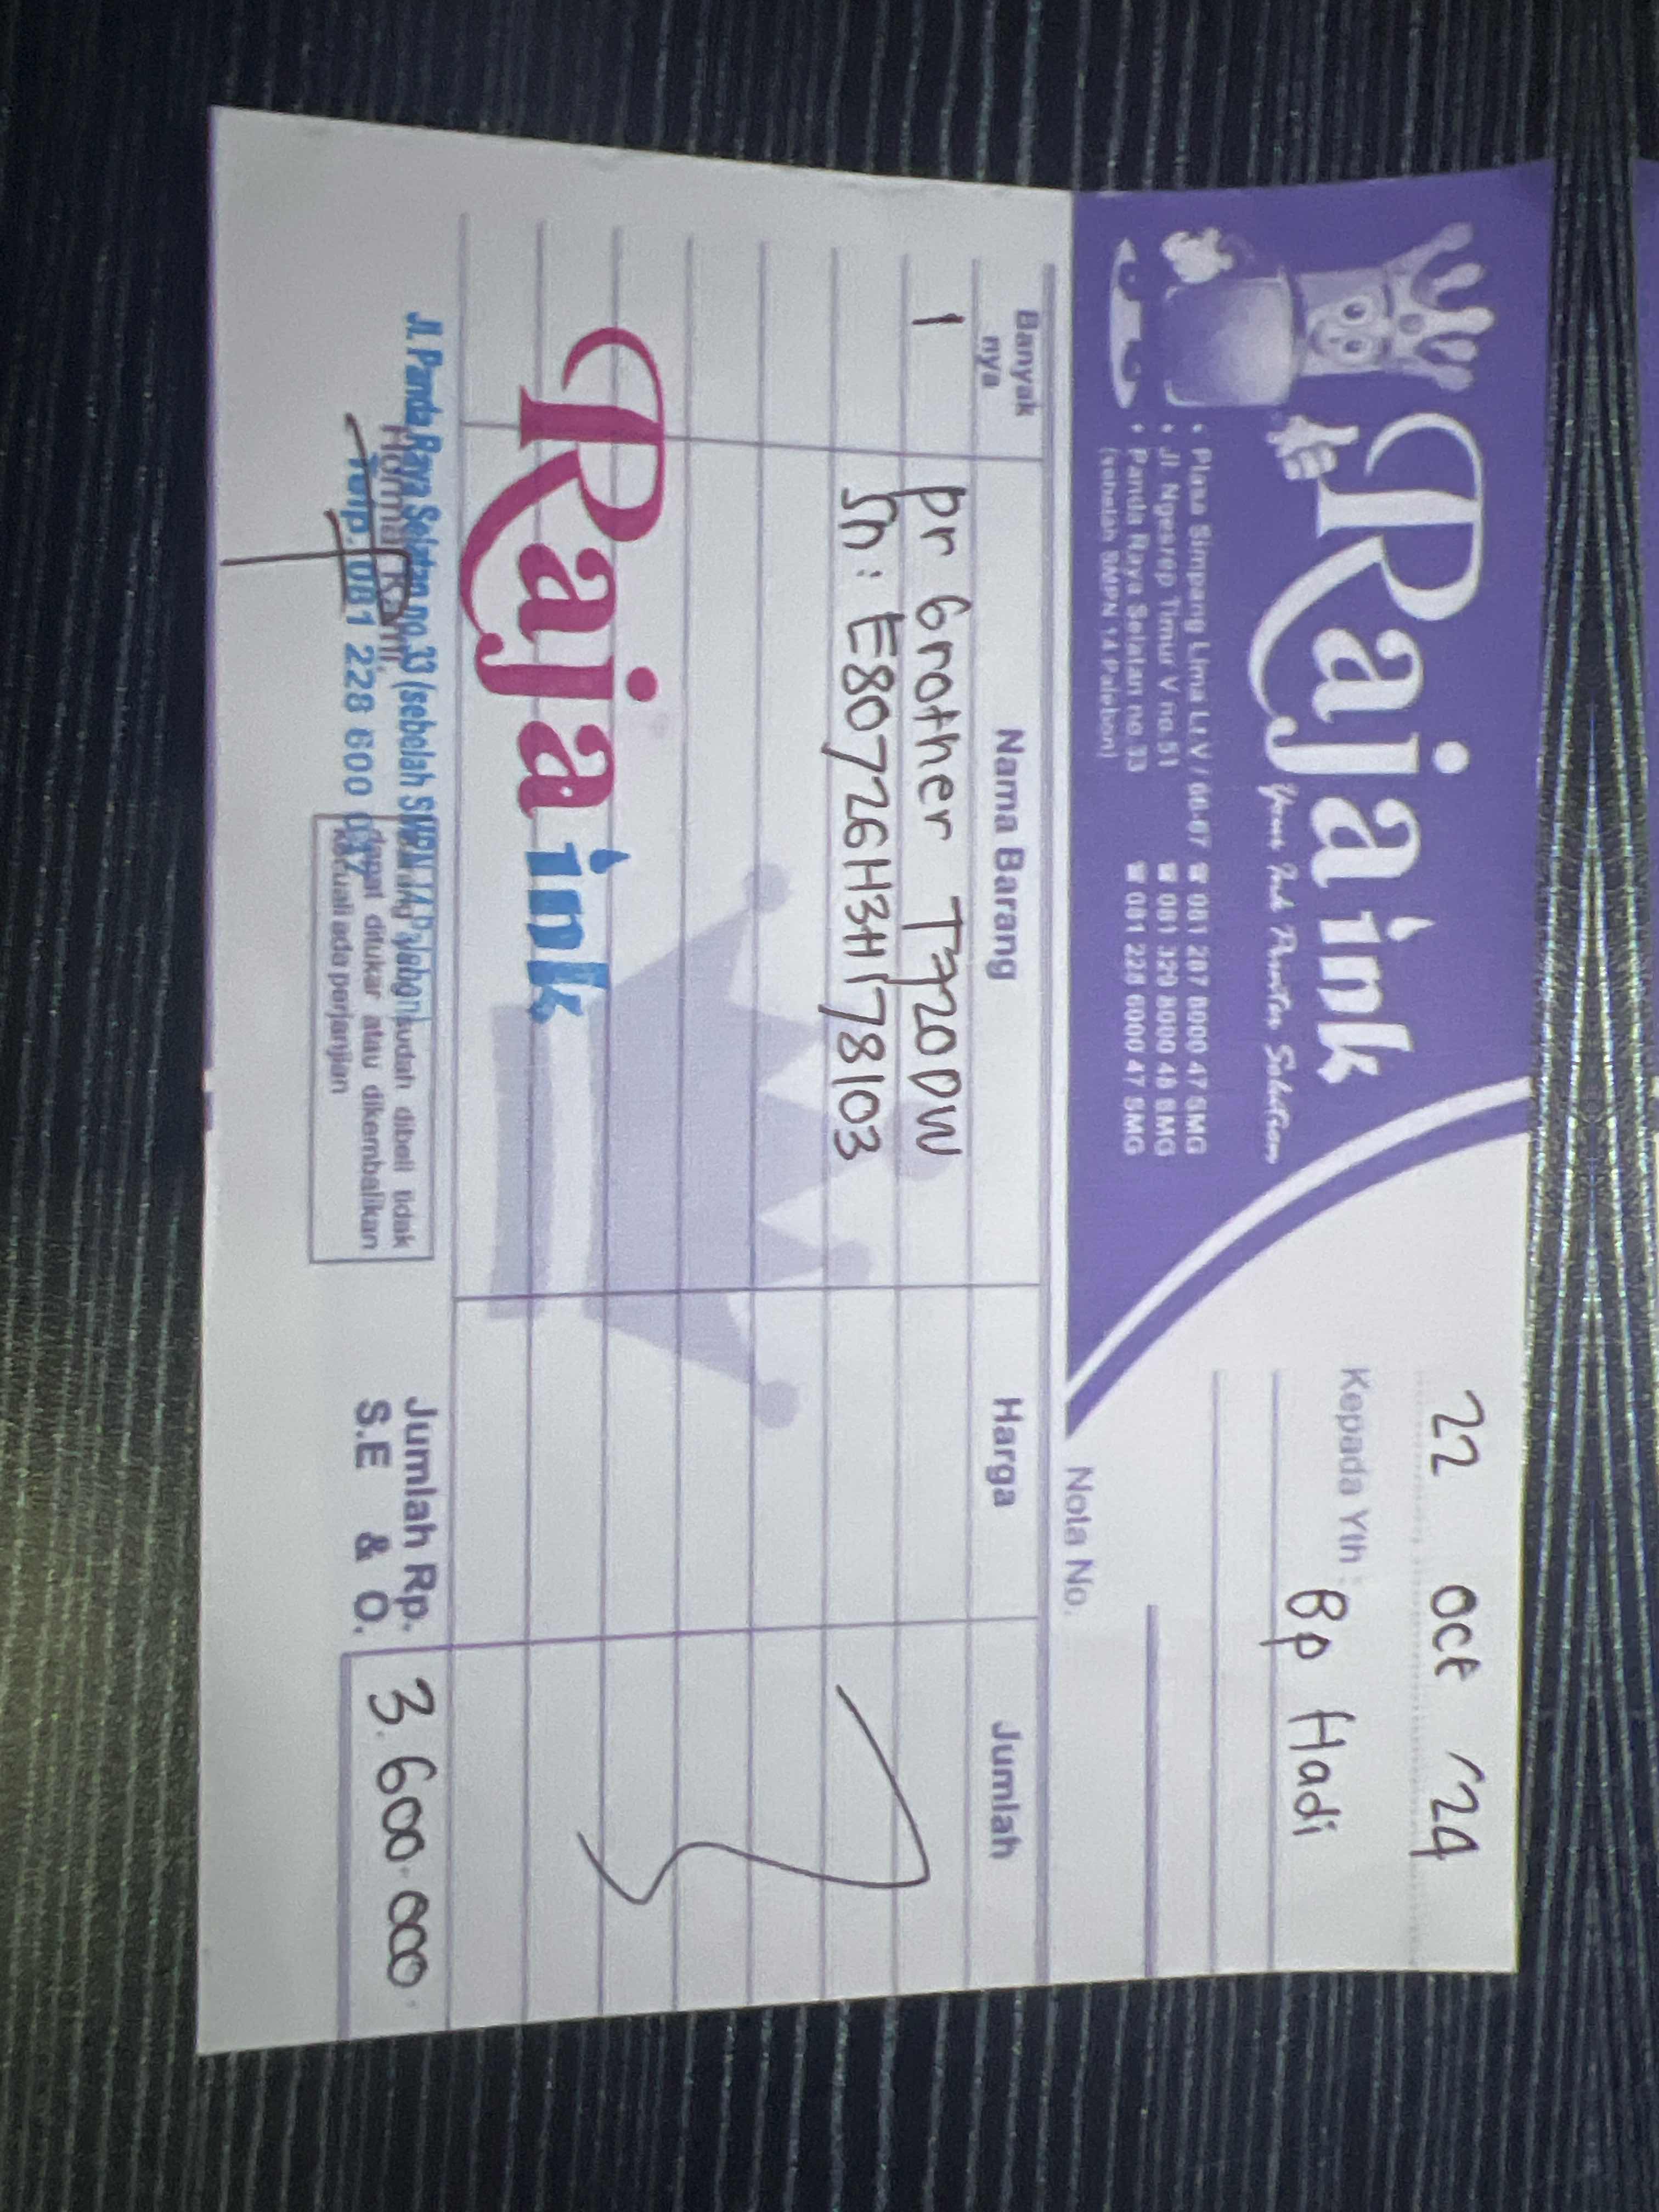 Raja ink
Your Ink Printer Solution
• Plasa Simpang Lima Lt.V / 66-67 ☎ 081 287 8000 47 SMG
• Jl. Ngesrep Timur V no.51 ☎ 081 320 8000 48 SMG
• Panda Raya Selatan no.33 ☎ 081 228 6000 47 SMG
(sebelah SMPN 14 Palebon)
22 oct '24
Kepada Yth : Bp Hadi
Nota No.
Banyak nya Nama Barang Harga Jumlah
1 pr Brother T720DW
Sn : E80726H3H178103
Raja ink
Jl. Panda Raya Selatan no.33 (sebelah SMPN 14 Palebon)
Telp. 081 228 600 047
Hormat Kami,
sudah dibeli tidak
dapat ditukar atau dikembalikan
kecuali ada perjanjian
Jumlah Rp. 3.600.000
S.E & O.